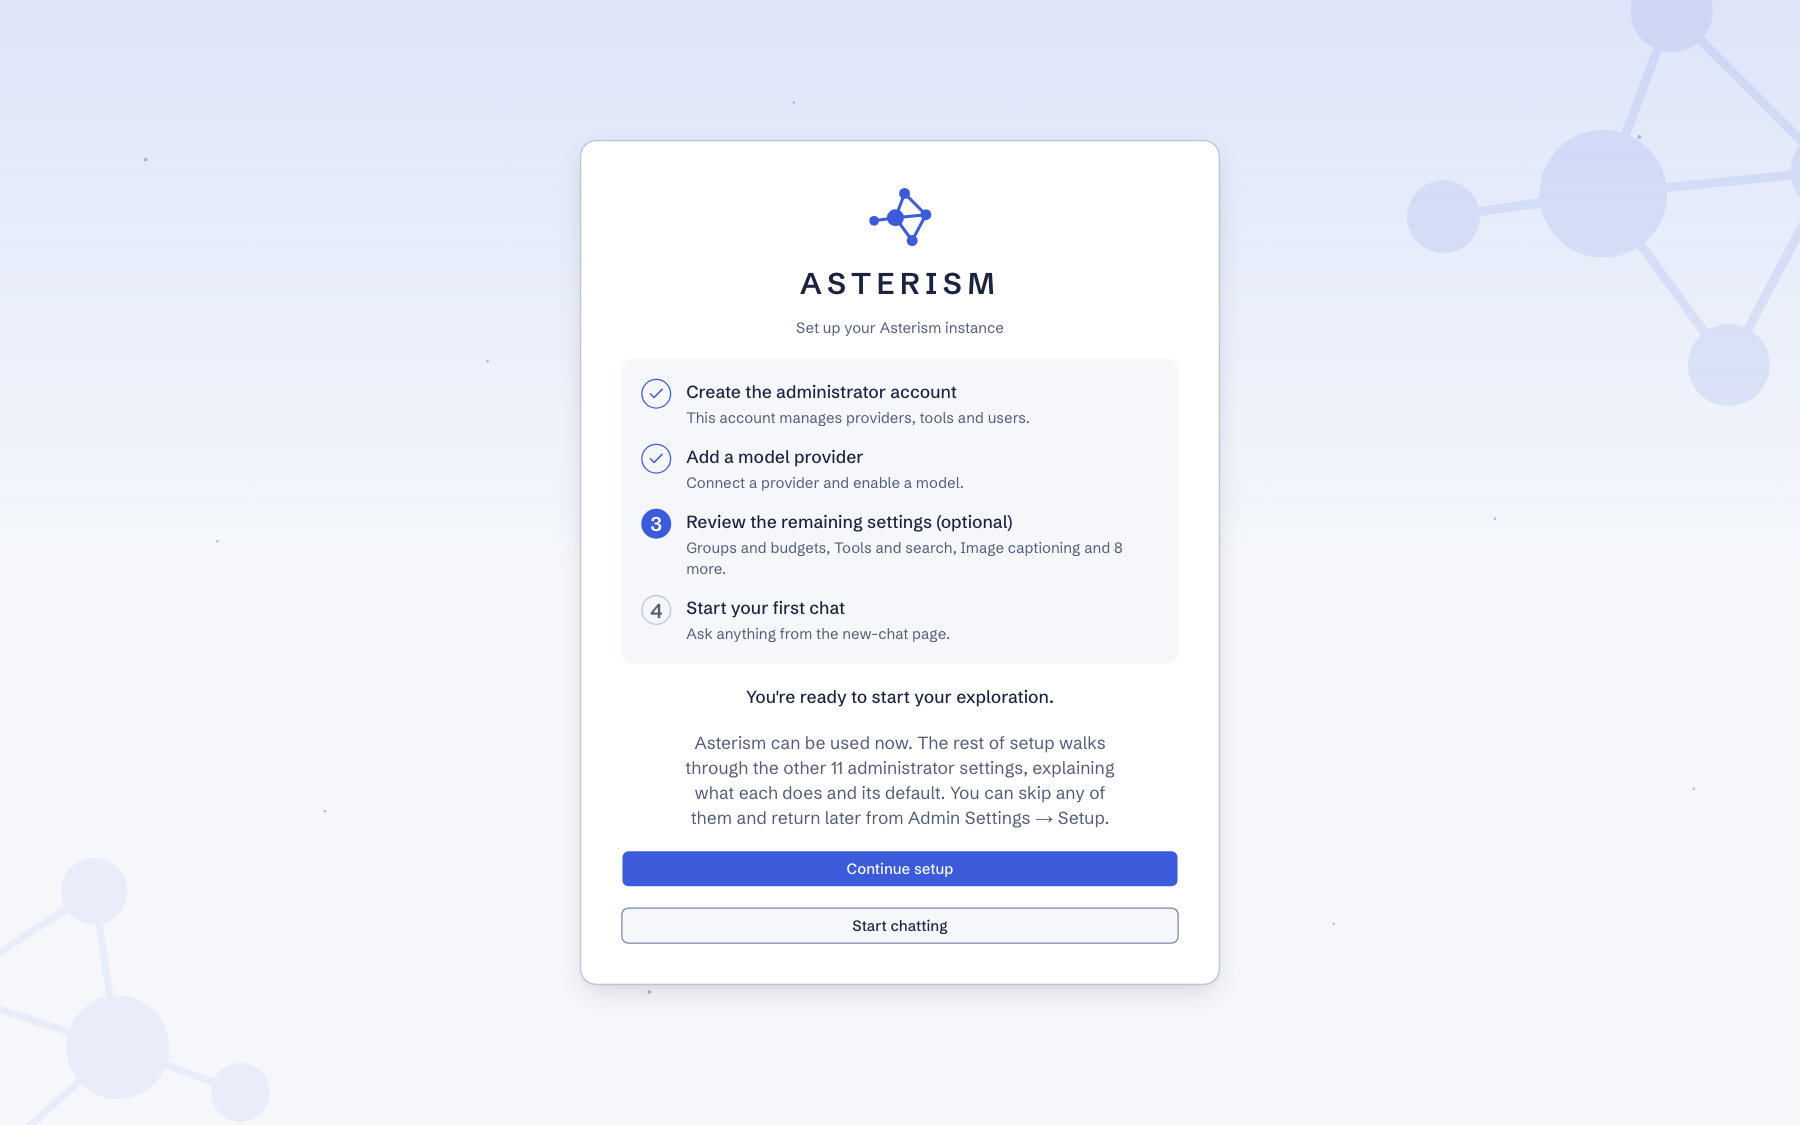 ASTERISM
Set up your Asterism instance
Create the administrator account
This account manages providers, tools and users.
Add a model provider
Connect a provider and enable a model.
3
Review the remaining settings (optional)
Groups and budgets, Tools and search, Image captioning and 8
more.
4
Start your first chat
Ask anything from the new-chat page.
You're ready to start your exploration.
Asterism can be used now. The rest of setup walks
through the other 11 administrator settings, explaining
what each does and its default. You can skip any of
them and return later from Admin Settings → Setup.
Continue setup
Start chatting